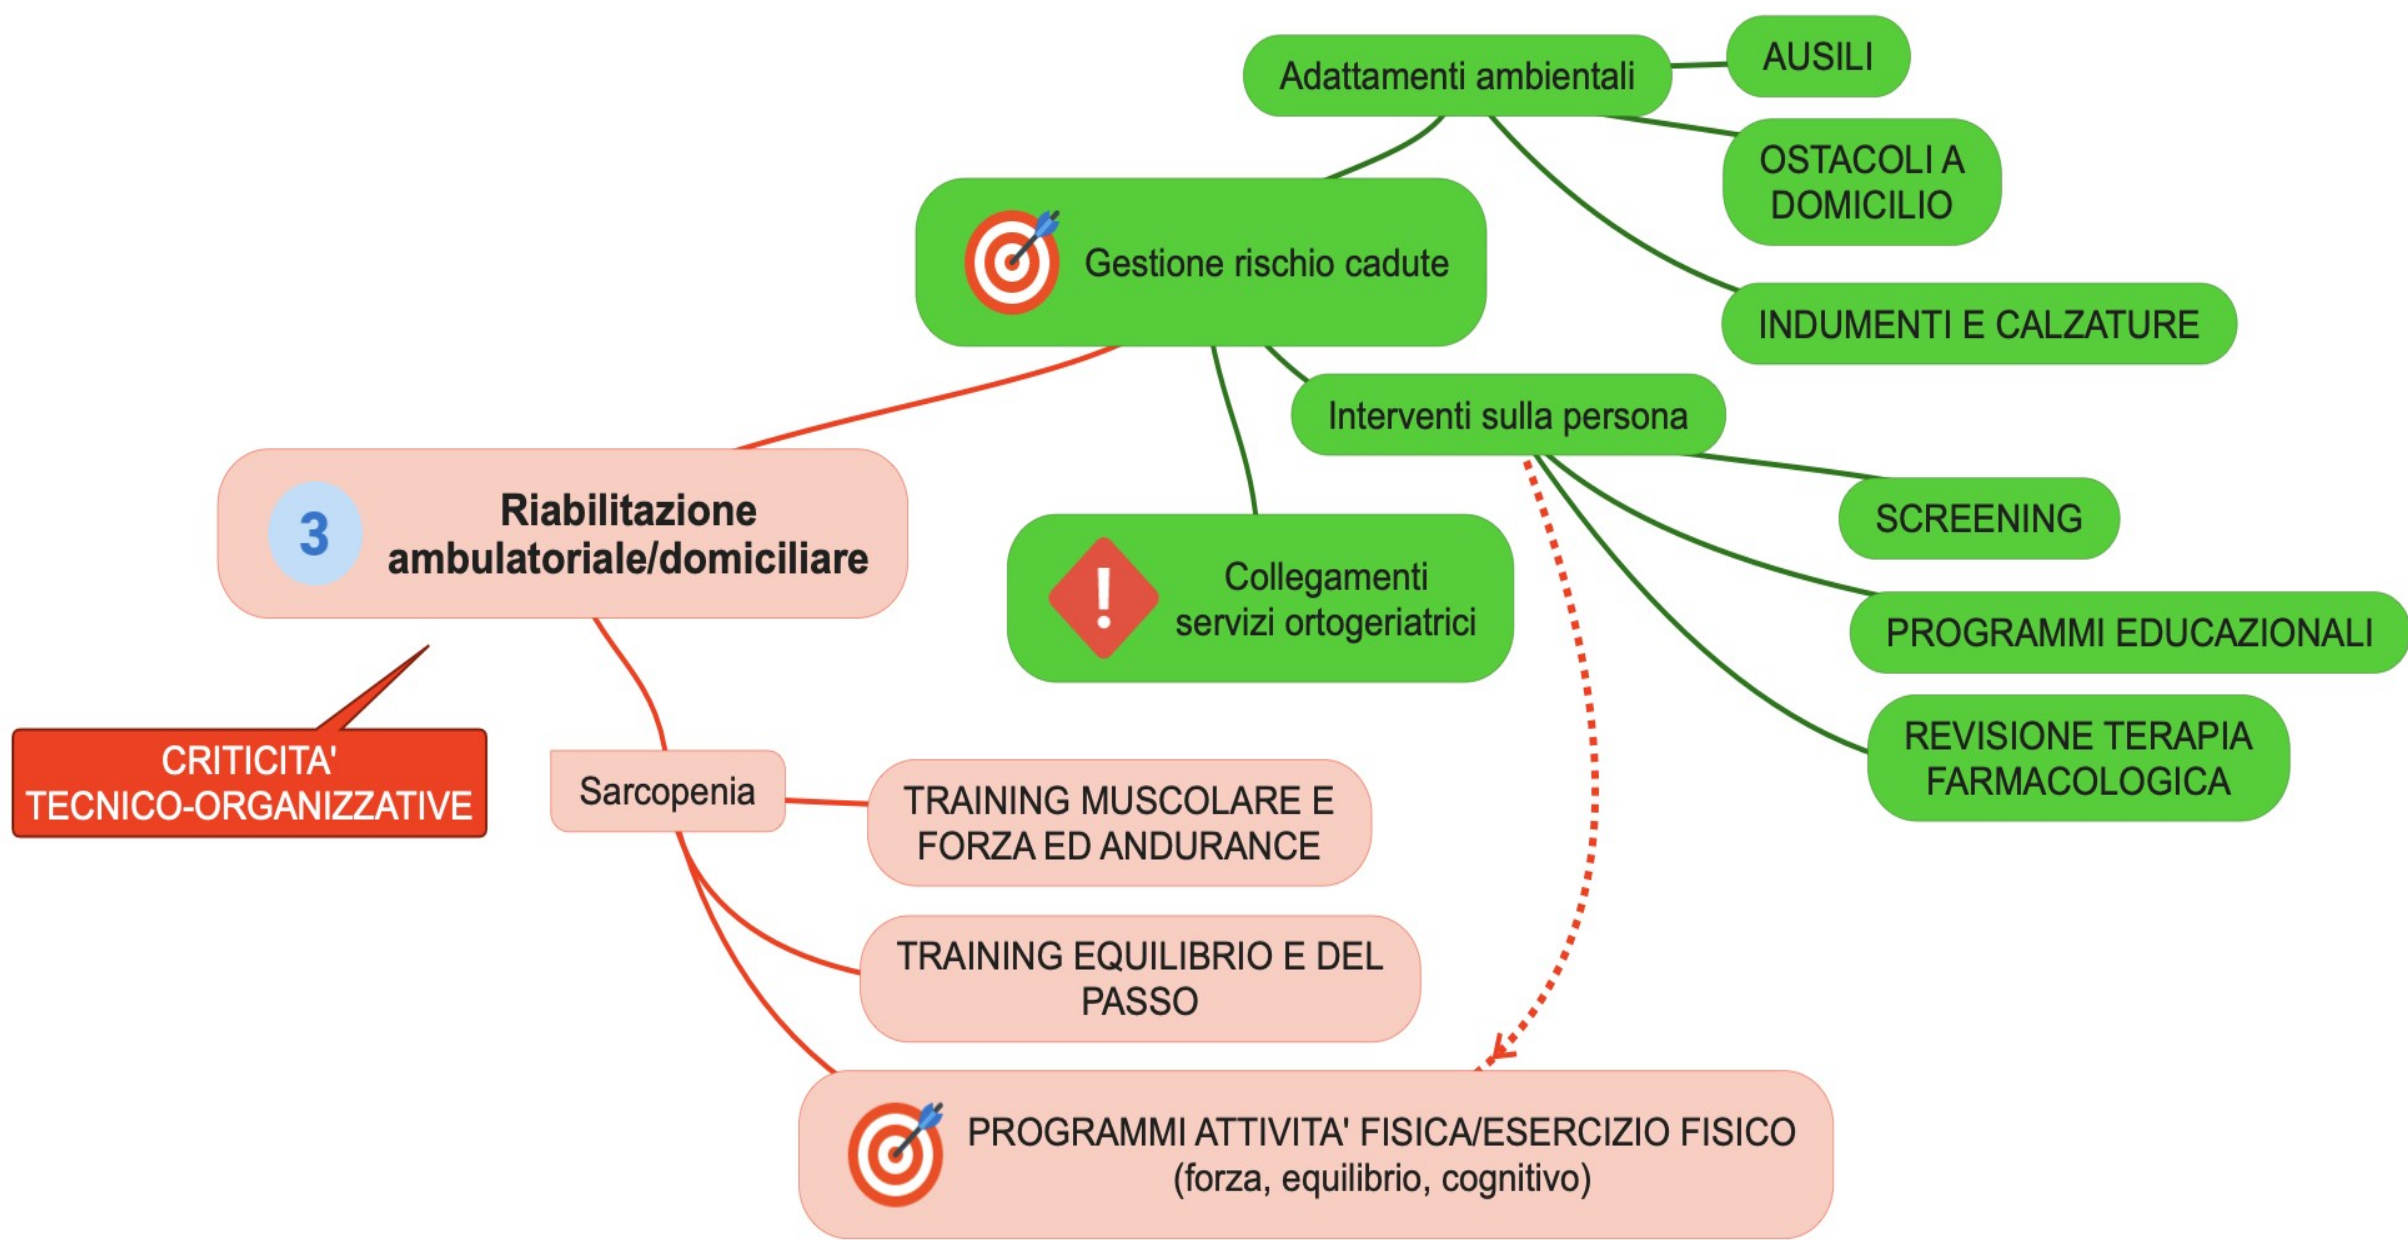 Adattamenti ambientali
AUSILI
OSTACOLI A
DOMICILIO
INDUMENTI E CALZATURE
Gestione rischio cadute
Interventi sulla persona
SCREENING
PROGRAMMI EDUCAZIONALI
REVISIONE TERAPIA
FARMACOLOGICA
!
Collegamenti
servizi ortogeriatrici
3
Riabilitazione
ambulatoriale/domiciliare
CRITICITA'
TECNICO-ORGANIZZATIVE
Sarcopenia
TRAINING MUSCOLARE E
FORZA ED ANDURANCE
TRAINING EQUILIBRIO E DEL
PASSO
PROGRAMMI ATTIVITA' FISICA/ESERCIZIO FISICO
(forza, equilibrio, cognitivo)